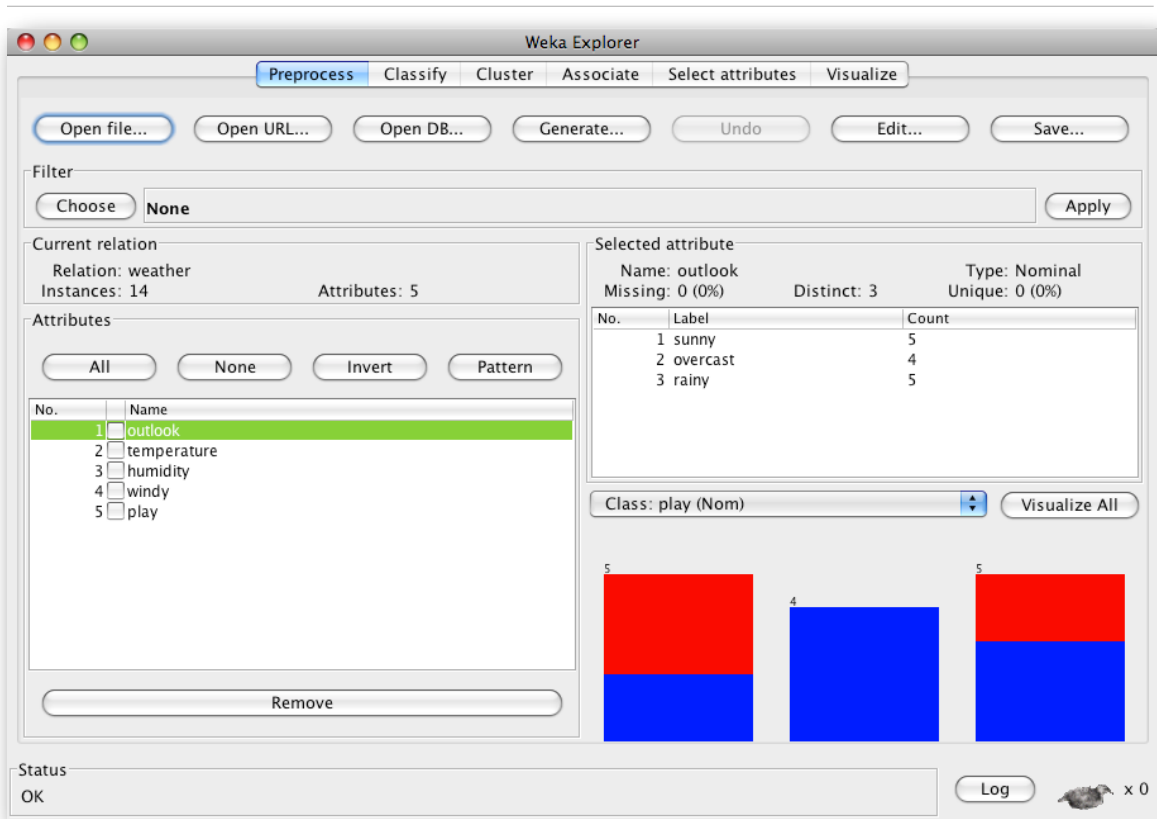 Weka Explorer
Preprocess Classify Cluster Associate Select attributes Visualize
Open file... Open URL... Open DB... Generate... Undo Edit... Save...
Filter
Choose None Apply
Current relation
Relation: weather
Instances: 14 Attributes: 5
Attributes
All None Invert Pattern
No. Name
1 outlook
2 temperature
3 humidity
4 windy
5 play
Remove
Selected attribute
Name: outlook Type: Nominal
Missing: 0 (0%) Distinct: 3 Unique: 0 (0%)
No. Label Count
1 sunny 5
2 overcast 4
3 rainy 5
Class: play (Nom) Visualize All
5 4 5
Status
OK
Log x 0